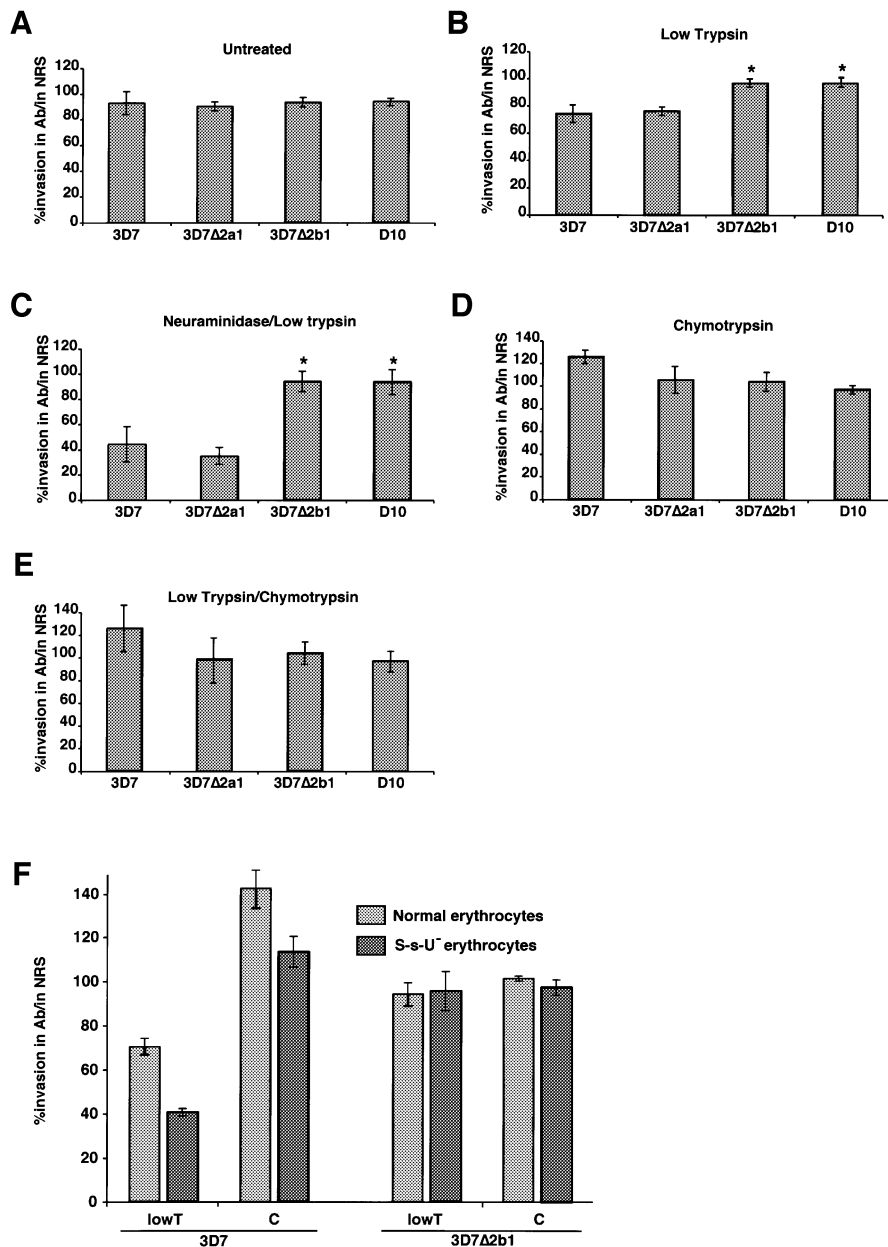 A
Untreated
%invasion in Ab/in NRS
120
100
80
60
40
20
0
3D7 3D7Δ2a1 3D7Δ2b1 D10
B
Low Trypsin
%invasion in Ab/in NRS
120
100
80
60
40
20
0
* *
3D7 3D7Δ2a1 3D7Δ2b1 D10
C
Neuraminidase/Low trypsin
%invasion in Ab/in NRS
120
100
80
60
40
20
0
* *
3D7 3D7Δ2a1 3D7Δ2b1 D10
D
Chymotrypsin
%invasion in Ab/in NRS
140
120
100
80
60
40
20
0
3D7 3D7Δ2a1 3D7Δ2b1 D10
E
Low Trypsin/Chymotrypsin
%invasion in Ab/in NRS
140
120
100
80
60
40
20
0
3D7 3D7Δ2a1 3D7Δ2b1 D10
F
%invasion in Ab/in NRS
140
120
100
80
60
40
20
0
Normal erythrocytes
S-s-U⁻ erythrocytes
lowT C lowT C
3D7 3D7Δ2b1